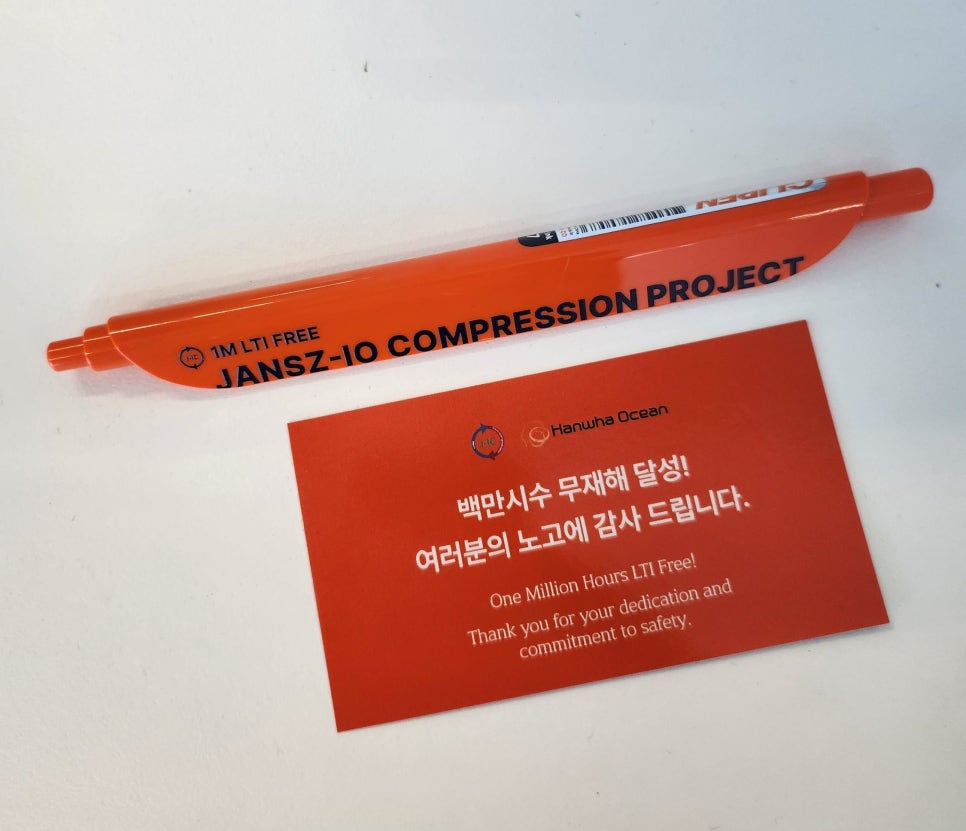 1M LTI FREE
JANSZ-IO COMPRESSION PROJECT
Hanwha Ocean
백만시수 무재해 달성!
여러분의 노고에 감사 드립니다.
One Million Hours LTI Free!
Thank you for your dedication and
commitment to safety.